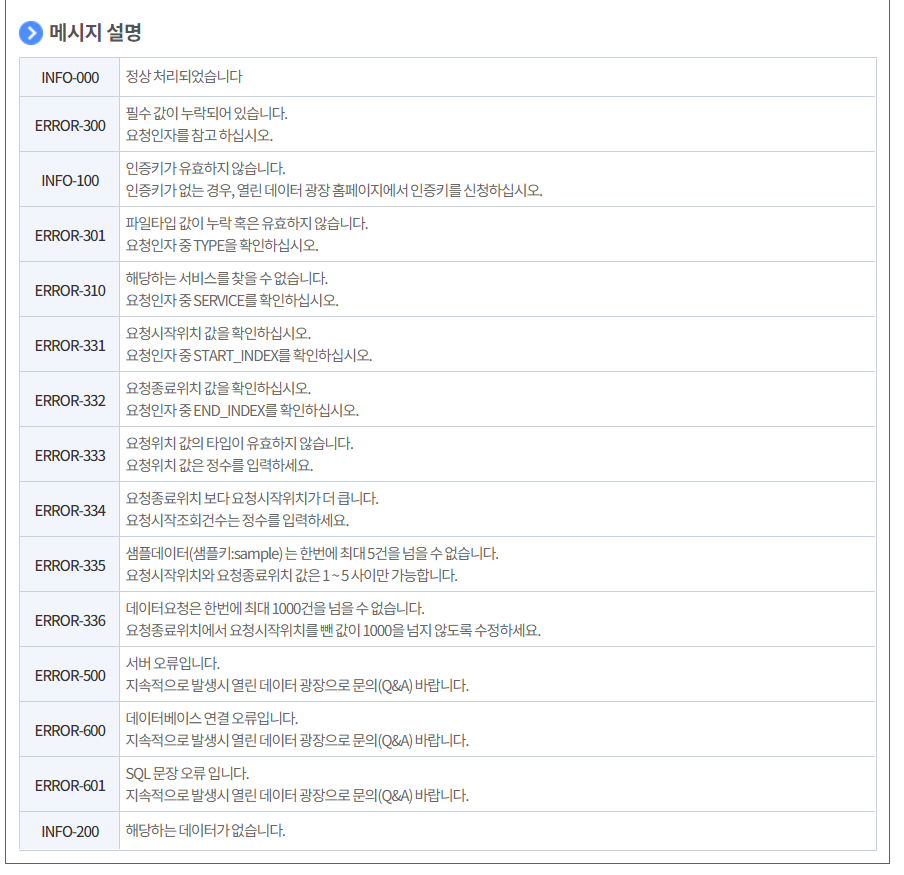 메시지 설명
INFO-000
정상 처리되었습니다
ERROR-300
필수 값이 누락되어 있습니다.
요청인자를 참고 하십시오.
INFO-100
인증키가 유효하지 않습니다.
인증키가 없는 경우, 열린 데이터 광장 홈페이지에서 인증키를 신청하십시오.
ERROR-301
파일타입 값이 누락 혹은 유효하지 않습니다.
요청인자 중 TYPE을 확인하십시오.
ERROR-310
해당하는 서비스를 찾을 수 없습니다.
요청인자 중 SERVICE를 확인하십시오.
ERROR-331
요청시작위치 값을 확인하십시오.
요청인자 중 START_INDEX를 확인하십시오.
ERROR-332
요청종료위치 값을 확인하십시오.
요청인자 중 END_INDEX를 확인하십시오.
ERROR-333
요청위치 값의 타입이 유효하지 않습니다.
요청위치 값은 정수를 입력하세요.
ERROR-334
요청종료위치 보다 요청시작위치가 더 큽니다.
요청시작조회건수는 정수를 입력하세요.
ERROR-335
샘플데이터(샘플키:sample) 는 한번에 최대 5건을 넘을 수 없습니다.
요청시작위치와 요청종료위치 값은 1 ~ 5 사이만 가능합니다.
ERROR-336
데이터요청은 한번에 최대 1000건을 넘을 수 없습니다.
요청종료위치에서 요청시작위치를 뺀 값이 1000을 넘지 않도록 수정하세요.
ERROR-500
서버 오류입니다.
지속적으로 발생시 열린 데이터 광장으로 문의(Q&A) 바랍니다.
ERROR-600
데이터베이스 연결 오류입니다.
지속적으로 발생시 열린 데이터 광장으로 문의(Q&A) 바랍니다.
ERROR-601
SQL 문장 오류 입니다.
지속적으로 발생시 열린 데이터 광장으로 문의(Q&A) 바랍니다.
INFO-200
해당하는 데이터가 없습니다.